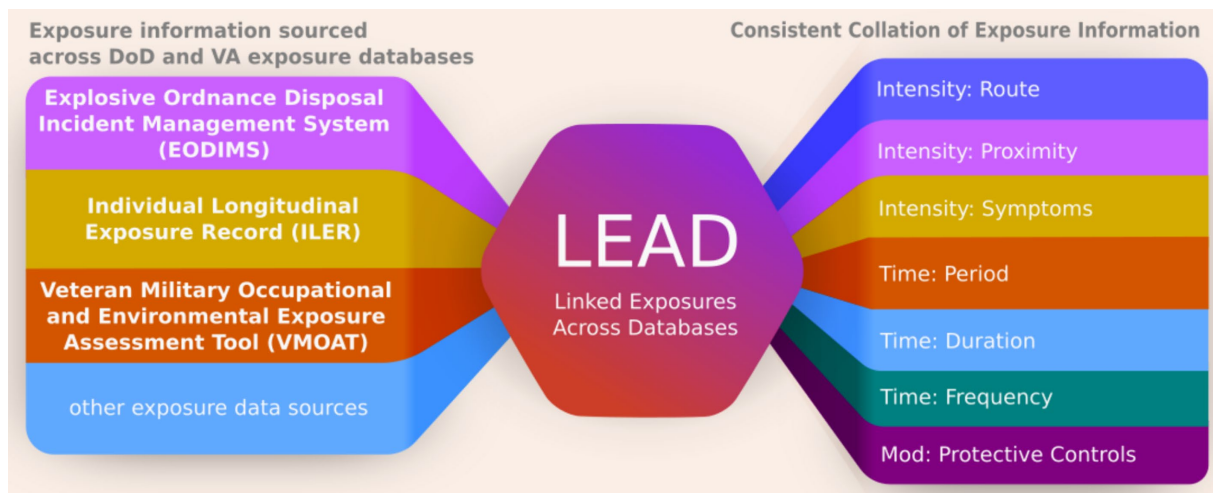 Exposure information sourced
across DoD and VA exposure databases
Explosive Ordnance Disposal
Incident Management System
(EODIMS)
Individual Longitudinal
Exposure Record (ILER)
Veteran Military Occupational
and Environmental Exposure
Assessment Tool (VMOAT)
other exposure data sources
LEAD
Linked Exposures
Across Databases
Consistent Collation of Exposure Information
Intensity: Route
Intensity: Proximity
Intensity: Symptoms
Time: Period
Time: Duration
Time: Frequency
Mod: Protective Controls